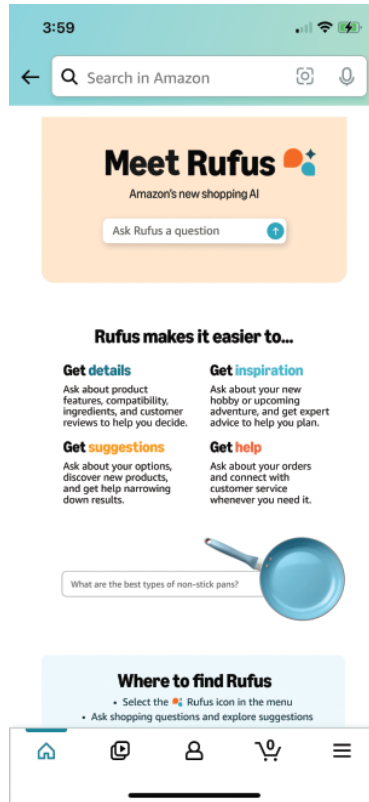 3:59
Search in Amazon
Meet Rufus
Amazon's new shopping AI
Ask Rufus a question
Rufus makes it easier to...
Get details
Ask about product
features, compatibility,
ingredients, and customer
reviews to help you decide.
Get inspiration
Ask about your new
hobby or upcoming
adventure, and get expert
advice to help you plan.
Get suggestions
Ask about your options,
discover new products,
and get help narrowing
down results.
Get help
Ask about your orders
and connect with
customer service
whenever you need it.
What are the best types of non-stick pans?
Where to find Rufus
• Select the Rufus icon in the menu
• Ask shopping questions and explore suggestions
0